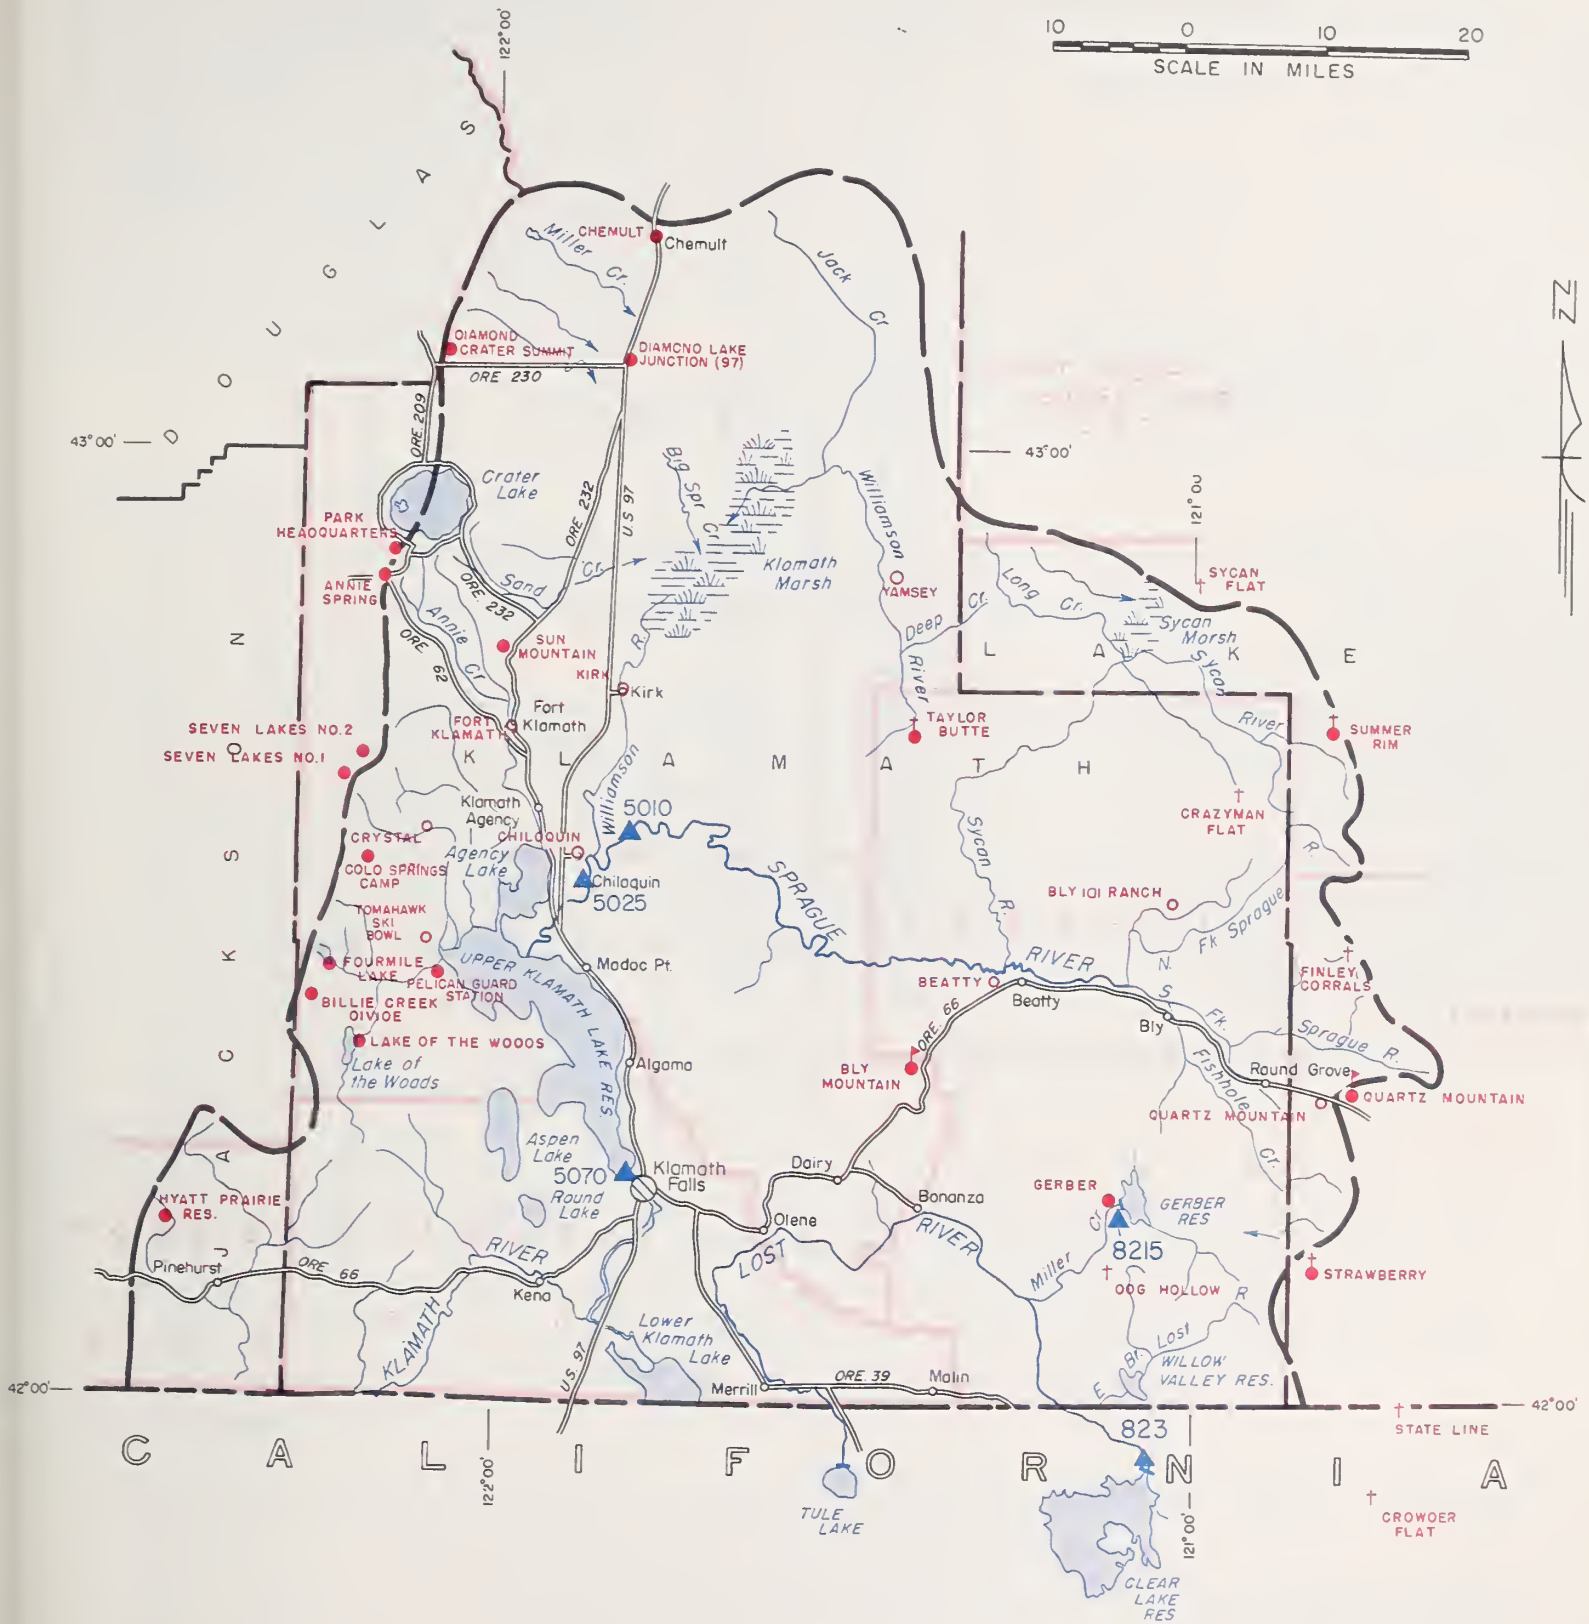 10 0 10 20
SCALE IN MILES
122°00'
DOUGLAS
N
CHEMULT
Chemult
Miller Cr.
Jack Cr
DIAMOND
CRATER SUMMIT
DIAMOND LAKE
JUNCTION (97)
ORE 230
ORE. 209
43°00'
43°00'
121°00'
Crater
Lake
Big Spr Cr.
Williamson
PARK
HEADQUARTERS
ORE 232
U.S 97
Klamath
Marsh
ANNIE
SPRING
Sand Cr.
ORE. 232
Annie Cr
ORE 62
YAMSEY
Long Cr.
SYCAN
FLAT
Sycan
Marsh
Deep Cr.
SUN
MOUNTAIN
R.
LAKE
KIRK
Kirk
River
Sycan
River
Fort
Klamath
FORT
KLAMATH
TAYLOR
BUTTE
SUMMER
RIM
SEVEN LAKES NO.2
SEVEN LAKES NO.1
KLAMATH
JACKSON
Williamson
Klamath
Agency
5010
CRAZYMAN
FLAT
CHILOQUIN
CRYSTAL
Agency
Lake
COLD SPRINGS
CAMP
Chiloquin
5025
SPRAGUE
Sycan R.
R.
BLY 101 RANCH
TOMAHAWK
SKI
BOWL
N. Fk Sprague
FOURMILE
LAKE
PELICAN GUARD
STATION
UPPER KLAMATH LAKE RES.
Modoc Pt.
RIVER
BEATTY
Beatty
FINLEY
CORRALS
BILLIE CREEK
DIVIDE
ORE. 66
Bly
S Fk. Sprague R.
LAKE OF THE WOODS
Lake of
the Woods
Algoma
BLY
MOUNTAIN
Fishhole Cr.
Round Grove
QUARTZ MOUNTAIN
QUARTZ MOUNTAIN
Aspen
Lake
5070
Klamath
Falls
Dairy
Round
Lake
HYATT PRAIRIE
RES.
Bonanza
GERBER
GERBER
RES
Olene
RIVER
LOST
RIVER
8215
Miller Cr
Pinehurst
ORE 66
Keno
DOG HOLLOW
STRAWBERRY
KLAMATH
Lower
Klamath
Lake
E Br. Lost R
WILLOW
VALLEY RES.
U.S. 97
Merrill
ORE. 39
Malin
42°00'
42°00'
STATE LINE
823
CALIFORNIA
122°00'
121°00'
TULE
LAKE
CROWDER
FLAT
CLEAR
LAKE
RES